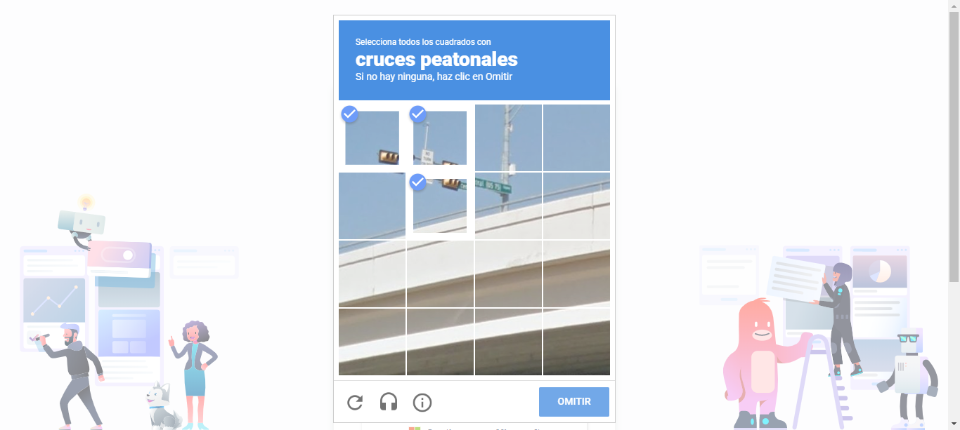 Selecciona todos los cuadrados con
cruces peatonales
Si no hay ninguna, haz clic en Omitir
OMITIR